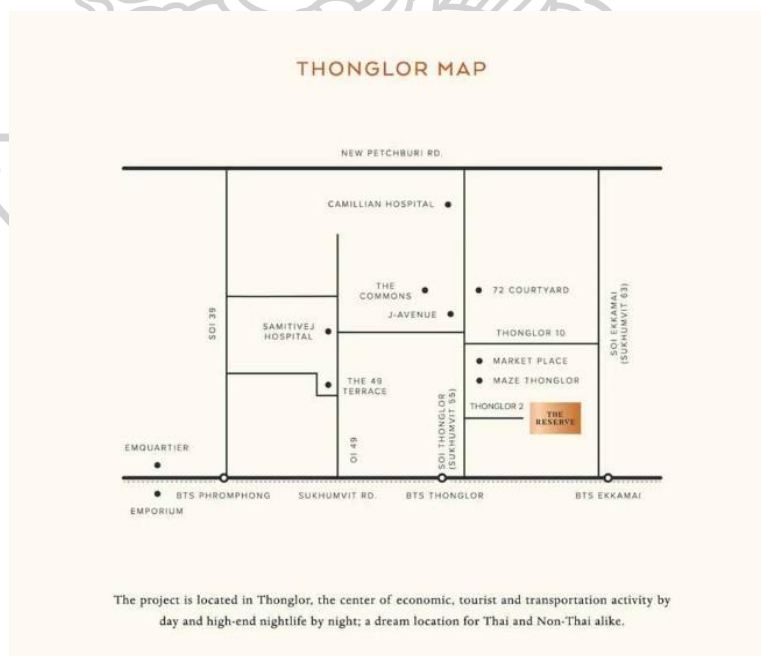 THONGLOR MAP
NEW PETCHBURI RD.
CAMILLIAN HOSPITAL
THE
COMMONS
72 COURTYARD
J-AVENUE
SOI 39
SAMITIVEJ
HOSPITAL
THONGLOR 10
SOI EKKAMAI
(SUKHUMVIT 63)
MARKET PLACE
THE 49
TERRACE
MAZE THONGLOR
THONGLOR 2
THE
RESERVE
SOI THONGLOR
(SUKHUMVIT 55)
OI 49
EMQUARTIER
BTS PHROMPHONG
SUKHUMVIT RD.
BTS THONGLOR
BTS EKKAMAI
EMPORIUM
The project is located in Thonglor, the center of economic, tourist and transportation activity by
day and high-end nightlife by night; a dream location for Thai and Non-Thai alike.